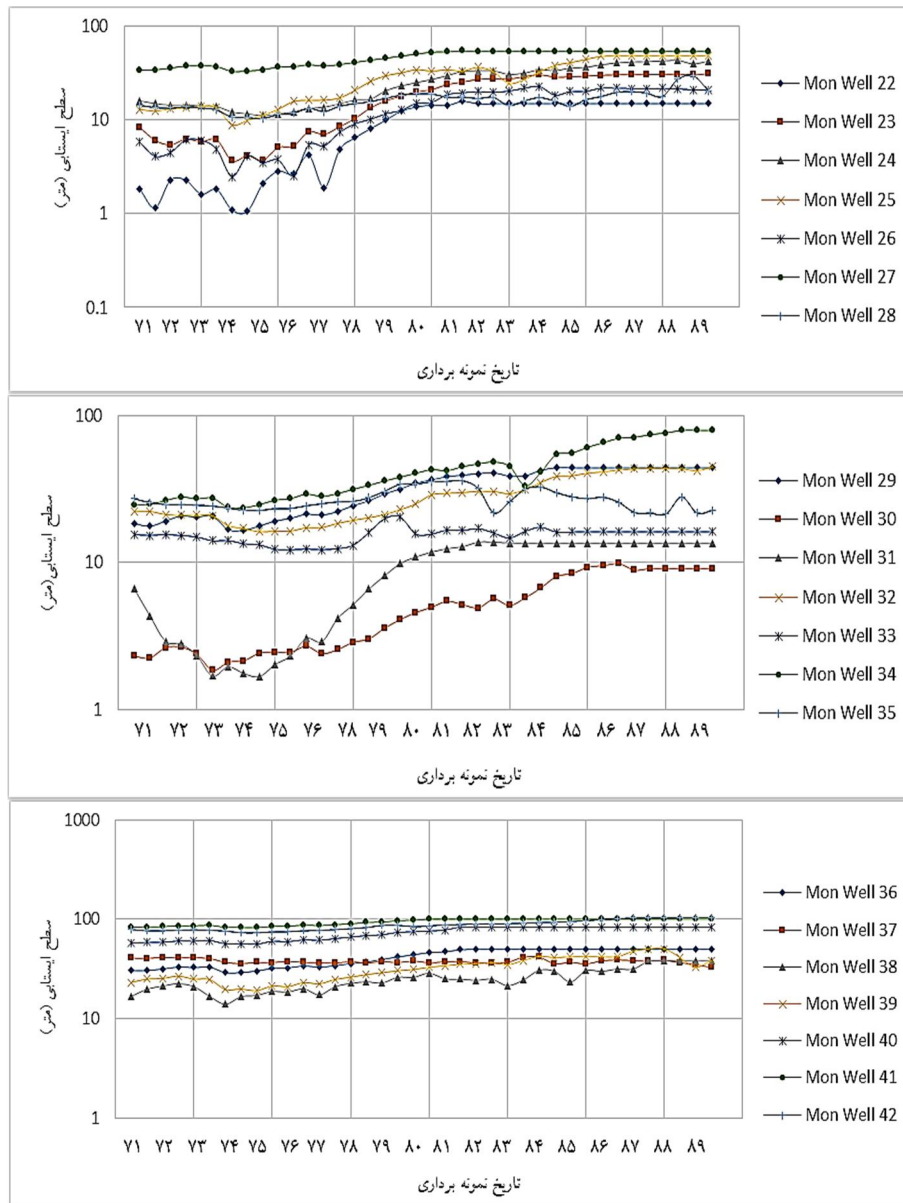 100
10
1
0.1
سطح ایستابی (متر)
۷۱ ۷۲ ۷۳ ۷۴ ۷۵ ۷۶ ۷۷ ۷۸ ۷۹ ۸۰ ۸۱ ۸۲ ۸۳ ۸۴ ۸۵ ۸۶ ۸۷ ۸۸ ۸۹
تاریخ نمونه برداری
Mon Well 22
Mon Well 23
Mon Well 24
Mon Well 25
Mon Well 26
Mon Well 27
Mon Well 28
100
10
1
سطح ایستابی(متر)
۷۱ ۷۲ ۷۳ ۷۴ ۷۵ ۷۶ ۷۸ ۷۹ ۸۰ ۸۱ ۸۲ ۸۳ ۸۴ ۸۵ ۸۶ ۸۷ ۸۸ ۸۹
تاریخ نمونه برداری
Mon Well 29
Mon Well 30
Mon Well 31
Mon Well 32
Mon Well 33
Mon Well 34
Mon Well 35
1000
100
10
1
سطح ایستابی (متر)
۷۱ ۷۲ ۷۳ ۷۴ ۷۵ ۷۶ ۷۷ ۷۸ ۷۹ ۸۰ ۸۱ ۸۲ ۸۳ ۸۴ ۸۵ ۸۶ ۸۷ ۸۸ ۸۹
تاریخ نمونه برداری
Mon Well 36
Mon Well 37
Mon Well 38
Mon Well 39
Mon Well 40
Mon Well 41
Mon Well 42